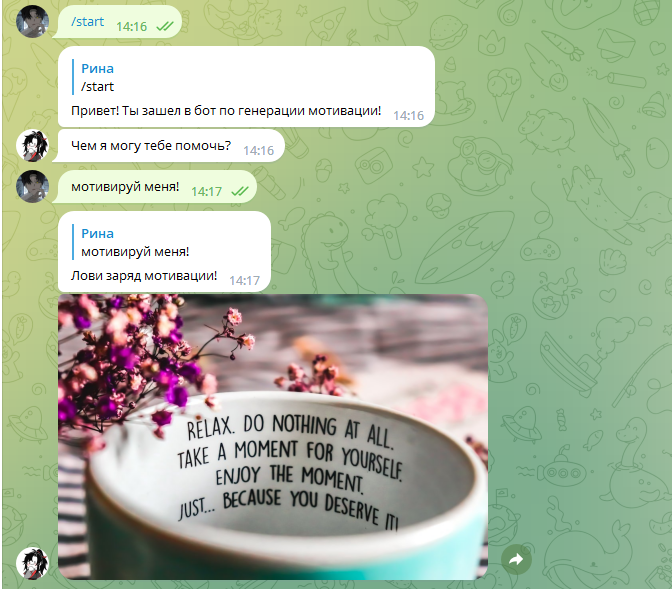 /start 14:16
Рина
/start
Привет! Ты зашел в бот по генерации мотивации! 14:16
Чем я могу тебе помочь? 14:16
мотивируй меня! 14:17
Рина
мотивируй меня!
Лови заряд мотивации! 14:17
RELAX. DO NOTHING AT ALL.
TAKE A MOMENT FOR YOURSELF.
ENJOY THE MOMENT.
JUST... BECAUSE YOU DESERVE IT!